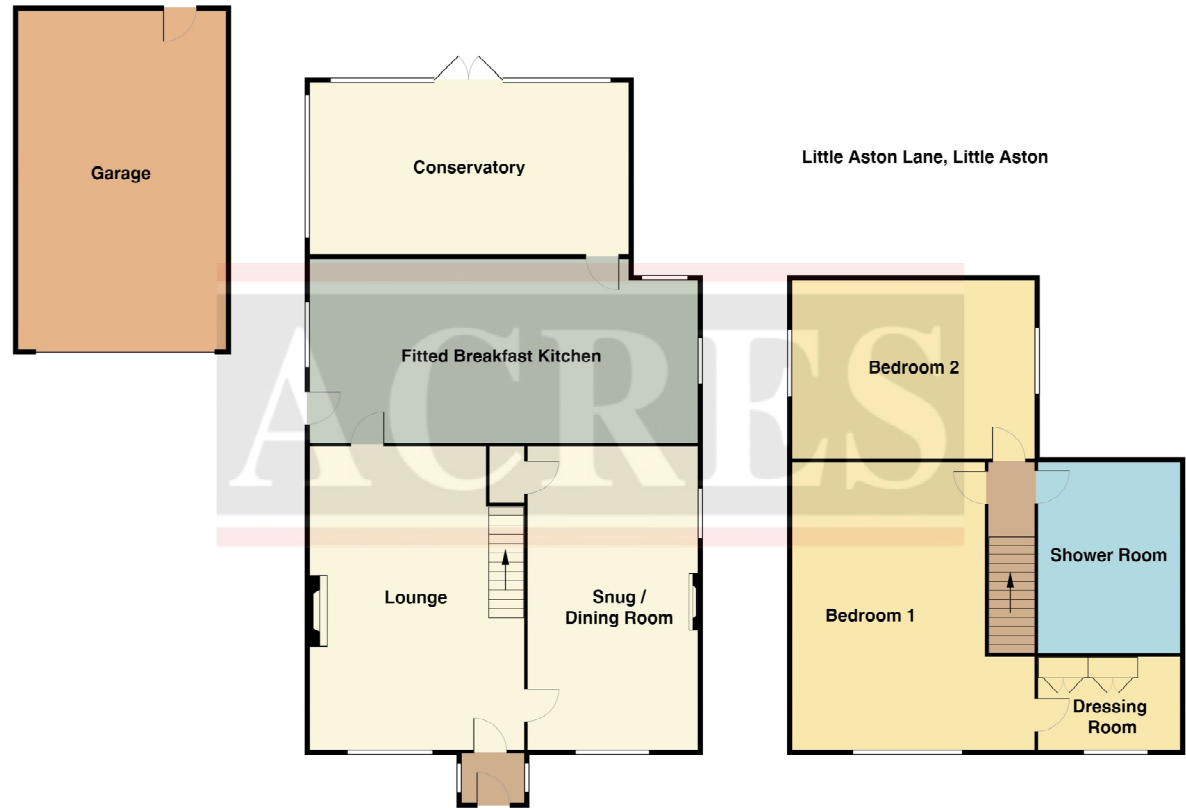 Garage
Conservatory
Little Aston Lane, Little Aston
ACRES
Fitted Breakfast Kitchen
Bedroom 2
Lounge
Snug /
Dining Room
Shower Room
Bedroom 1
Dressing
Room